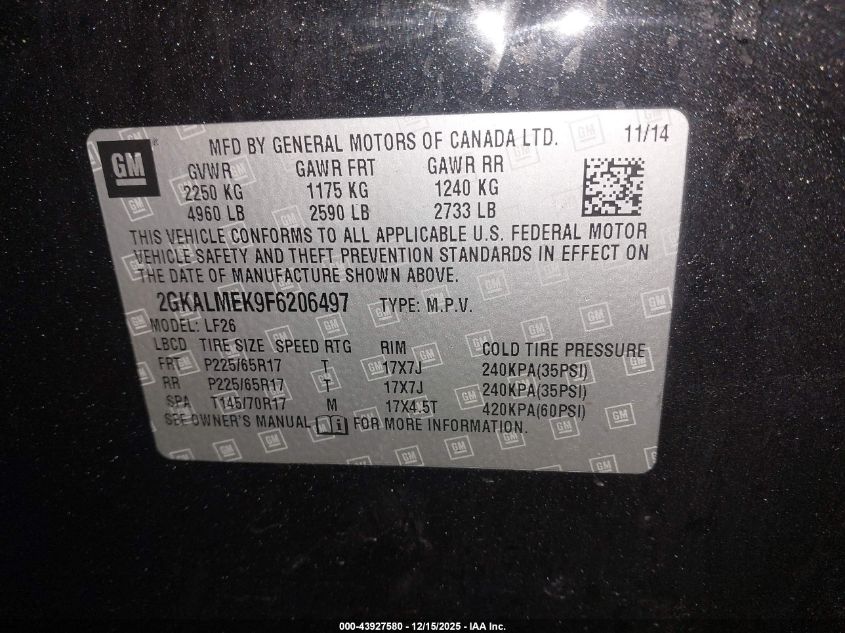 GM
MFD BY GENERAL MOTORS OF CANADA LTD. 11/14
GVWR GAWR FRT GAWR RR
2250 KG 1175 KG 1240 KG
4960 LB 2590 LB 2733 LB
THIS VEHICLE CONFORMS TO ALL APPLICABLE U.S. FEDERAL MOTOR
VEHICLE SAFETY AND THEFT PREVENTION STANDARDS IN EFFECT ON
THE DATE OF MANUFACTURE SHOWN ABOVE.
2GKALMEK9F6206497 TYPE: M.P.V.
MODEL: LF26
LBCD TIRE SIZE SPEED RTG RIM COLD TIRE PRESSURE
FRT P225/65R17 T 17X7J 240KPA(35PSI)
RR P225/65R17 T 17X7J 240KPA(35PSI)
SPA T145/70R17 M 17X4.5T 420KPA(60PSI)
SEE OWNER'S MANUAL FOR MORE INFORMATION.
000-43927580 - 12/15/2025 - IAA Inc.